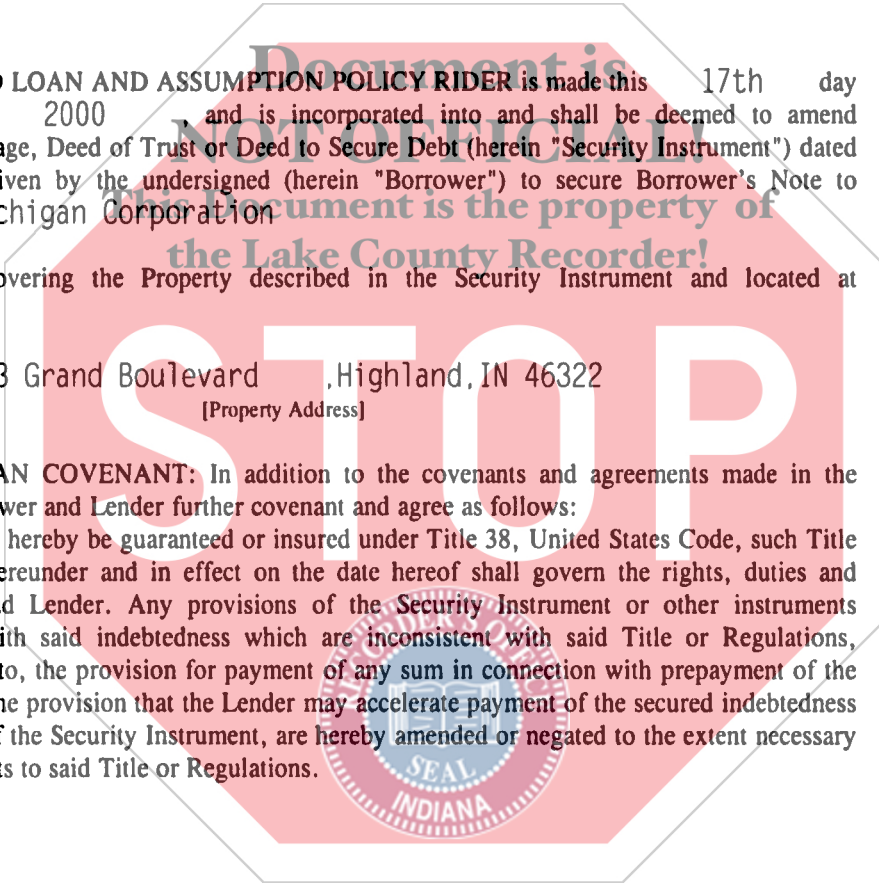 Document is
LOAN AND ASSUMPTION POLICY RIDER is made this 17th day
2000 , and is incorporated into and shall be deemed to amend
NOT OFFICIAL!
age, Deed of Trust or Deed to Secure Debt (herein "Security Instrument") dated
iven by the undersigned (herein "Borrower") to secure Borrower's Note to
This Document is the property of
chigan Corporation
the Lake County Recorder!
overing the Property described in the Security Instrument and located at
STOP
3 Grand Boulevard ,Highland,IN 46322
[Property Address]
AN COVENANT: In addition to the covenants and agreements made in the
wer and Lender further covenant and agree as follows:
hereby be guaranteed or insured under Title 38, United States Code, such Title
ereunder and in effect on the date hereof shall govern the rights, duties and
d Lender. Any provisions of the Security Instrument or other instruments
ith said indebtedness which are inconsistent with said Title or Regulations,
to, the provision for payment of any sum in connection with prepayment of the
he provision that the Lender may accelerate payment of the secured indebtedness
f the Security Instrument, are hereby amended or negated to the extent necessary
ts to said Title or Regulations.
SEAL
INDIANA